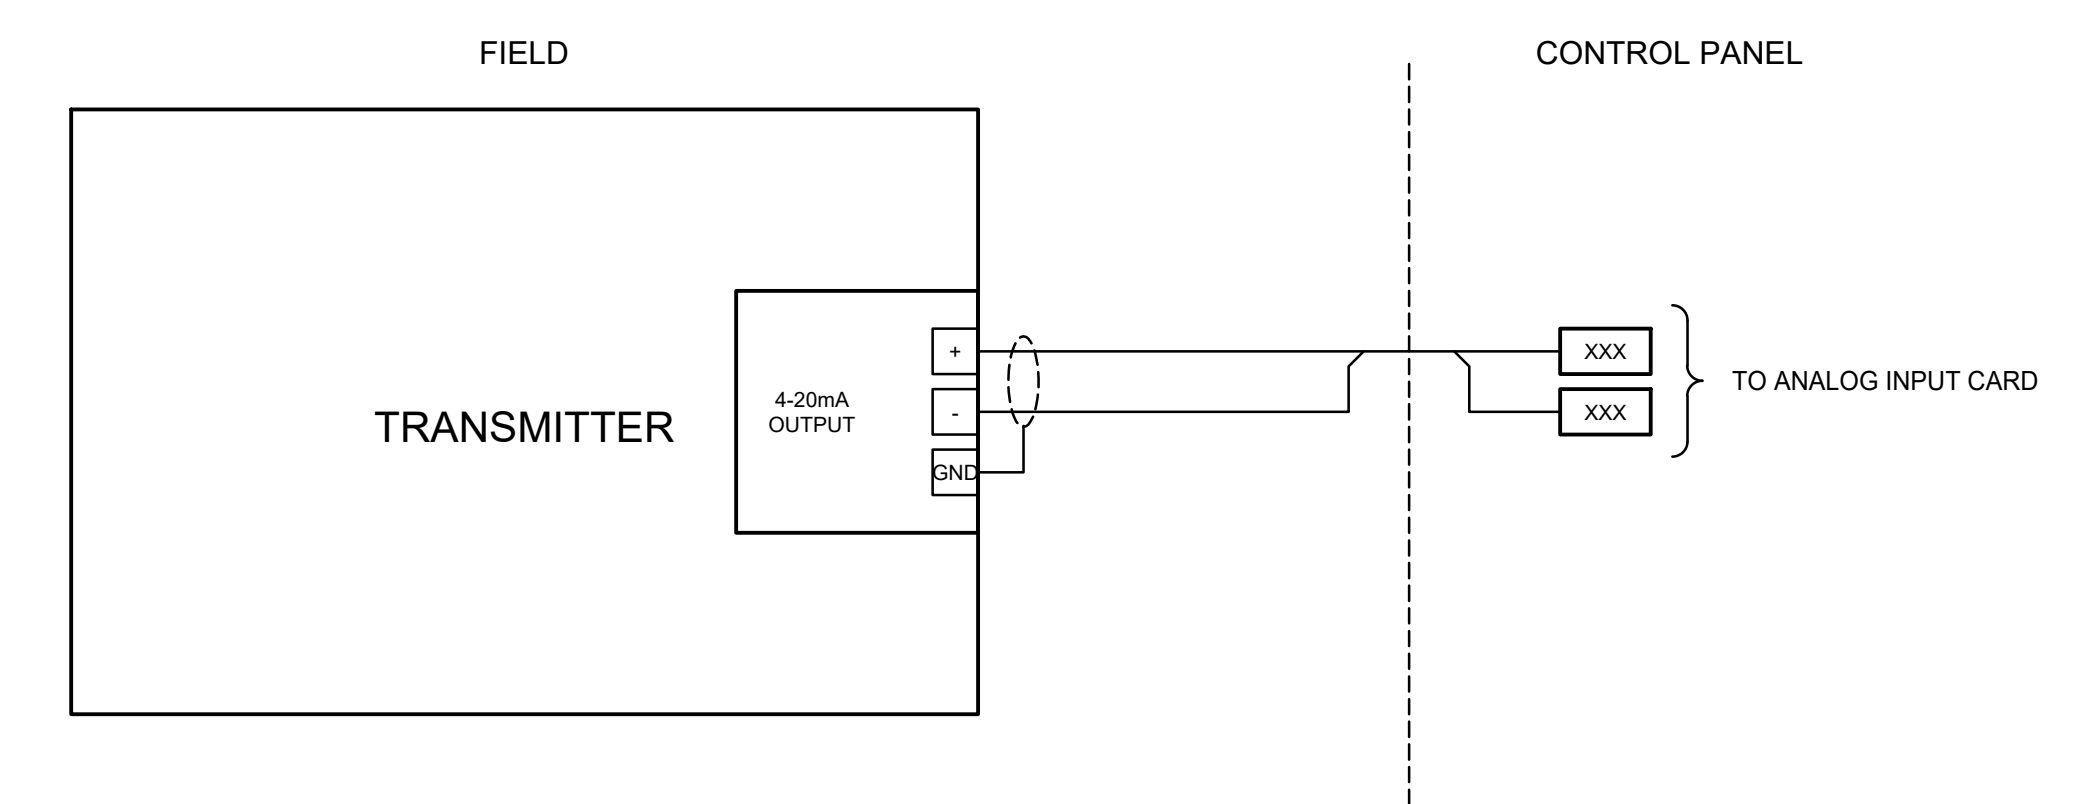 FIELD
CONTROL PANEL
TRANSMITTER
4-20mA
OUTPUT
+
-
GND
XXX
XXX
TO ANALOG INPUT CARD